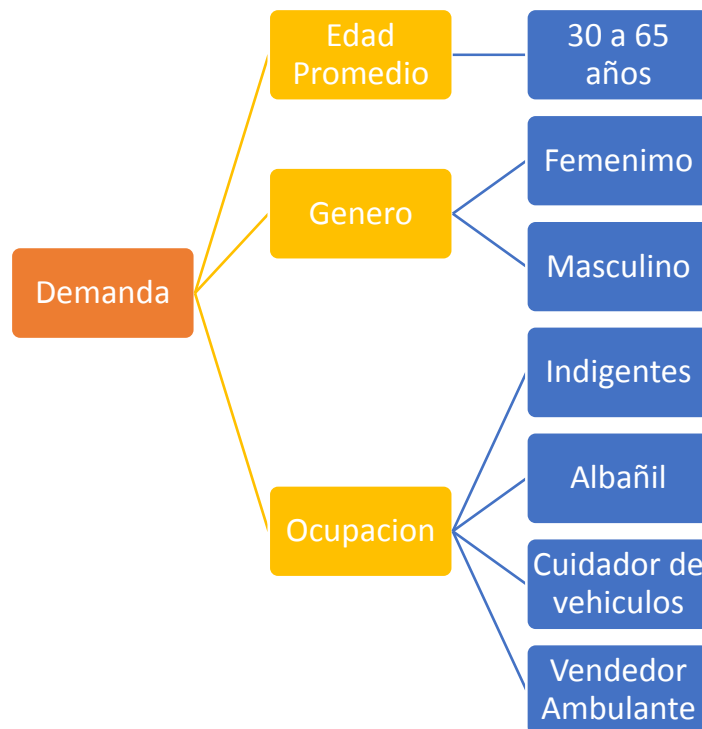 Demanda
Edad
Promedio
30 a 65
años
Genero
Femenimo
Masculino
Ocupacion
Indigentes
Albañil
Cuidador de
vehiculos
Vendedor
Ambulante